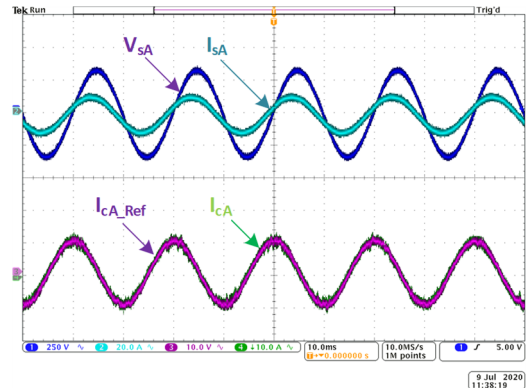 Tek Run
Trig'd
VsA
IsA
IcA_Ref
IcA
1 250 V 2 20.0 A 3 10.0 V 4 10.0 A 10.0ms 10.0MS/s 1 5.00 V
0.000000 s 1M points
9 Jul 2020
11:38:19